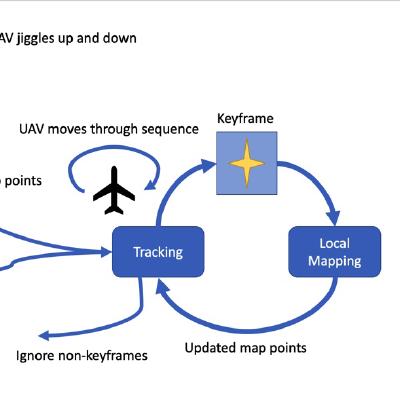 AV jiggles up and down
Keyframe
UAV moves through sequence
points
Tracking
Local
Mapping
Updated map points
Ignore non-keyframes